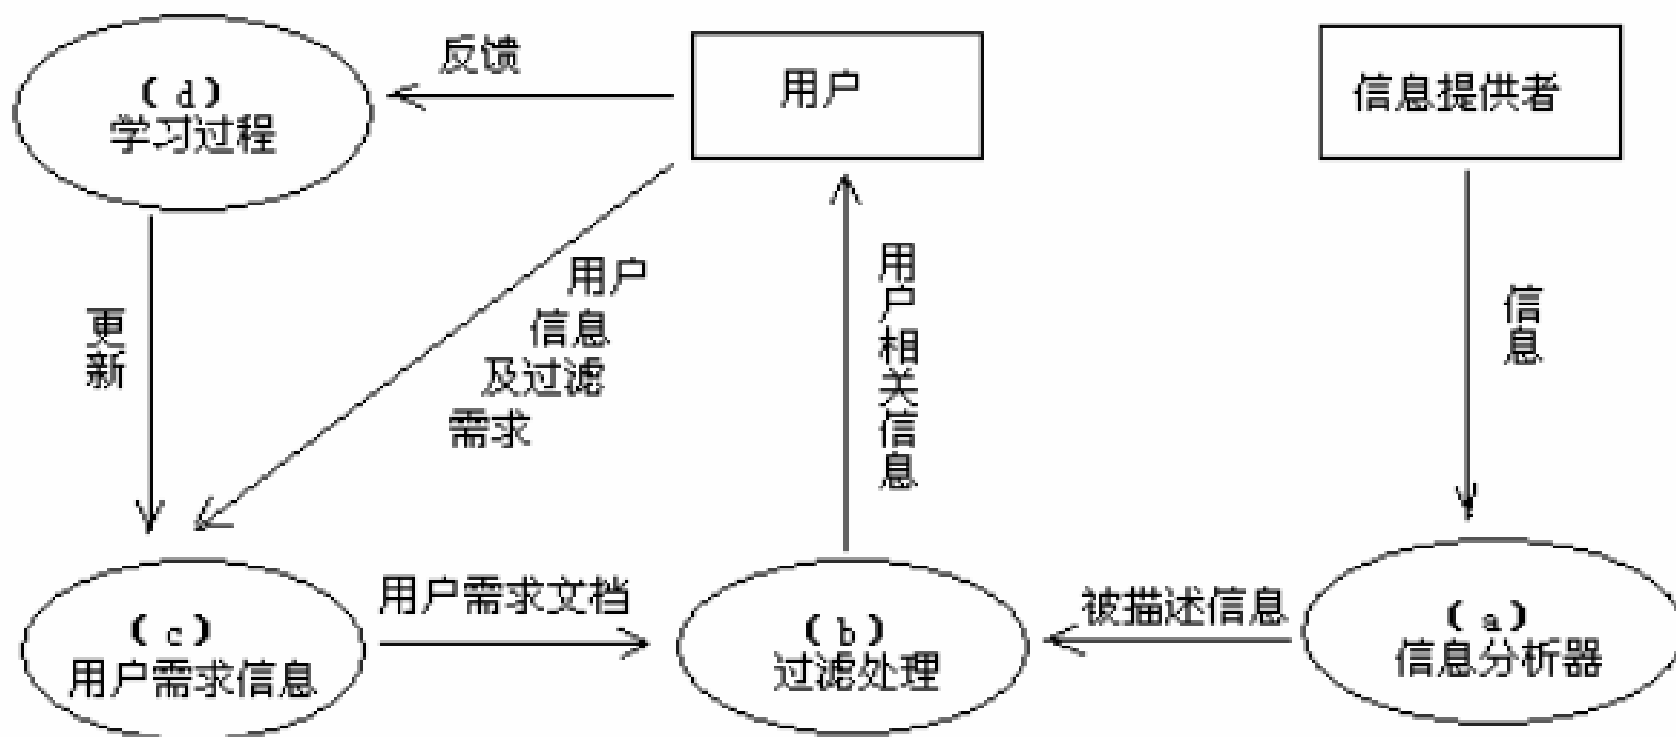 反馈
用户
信息提供者
(d)
学习过程
更新
用户
信息
及过滤
需求
用户相关信息
信息
用户需求文档
被描述信息
(c)
用户需求信息
(b)
过滤处理
(a)
信息分析器